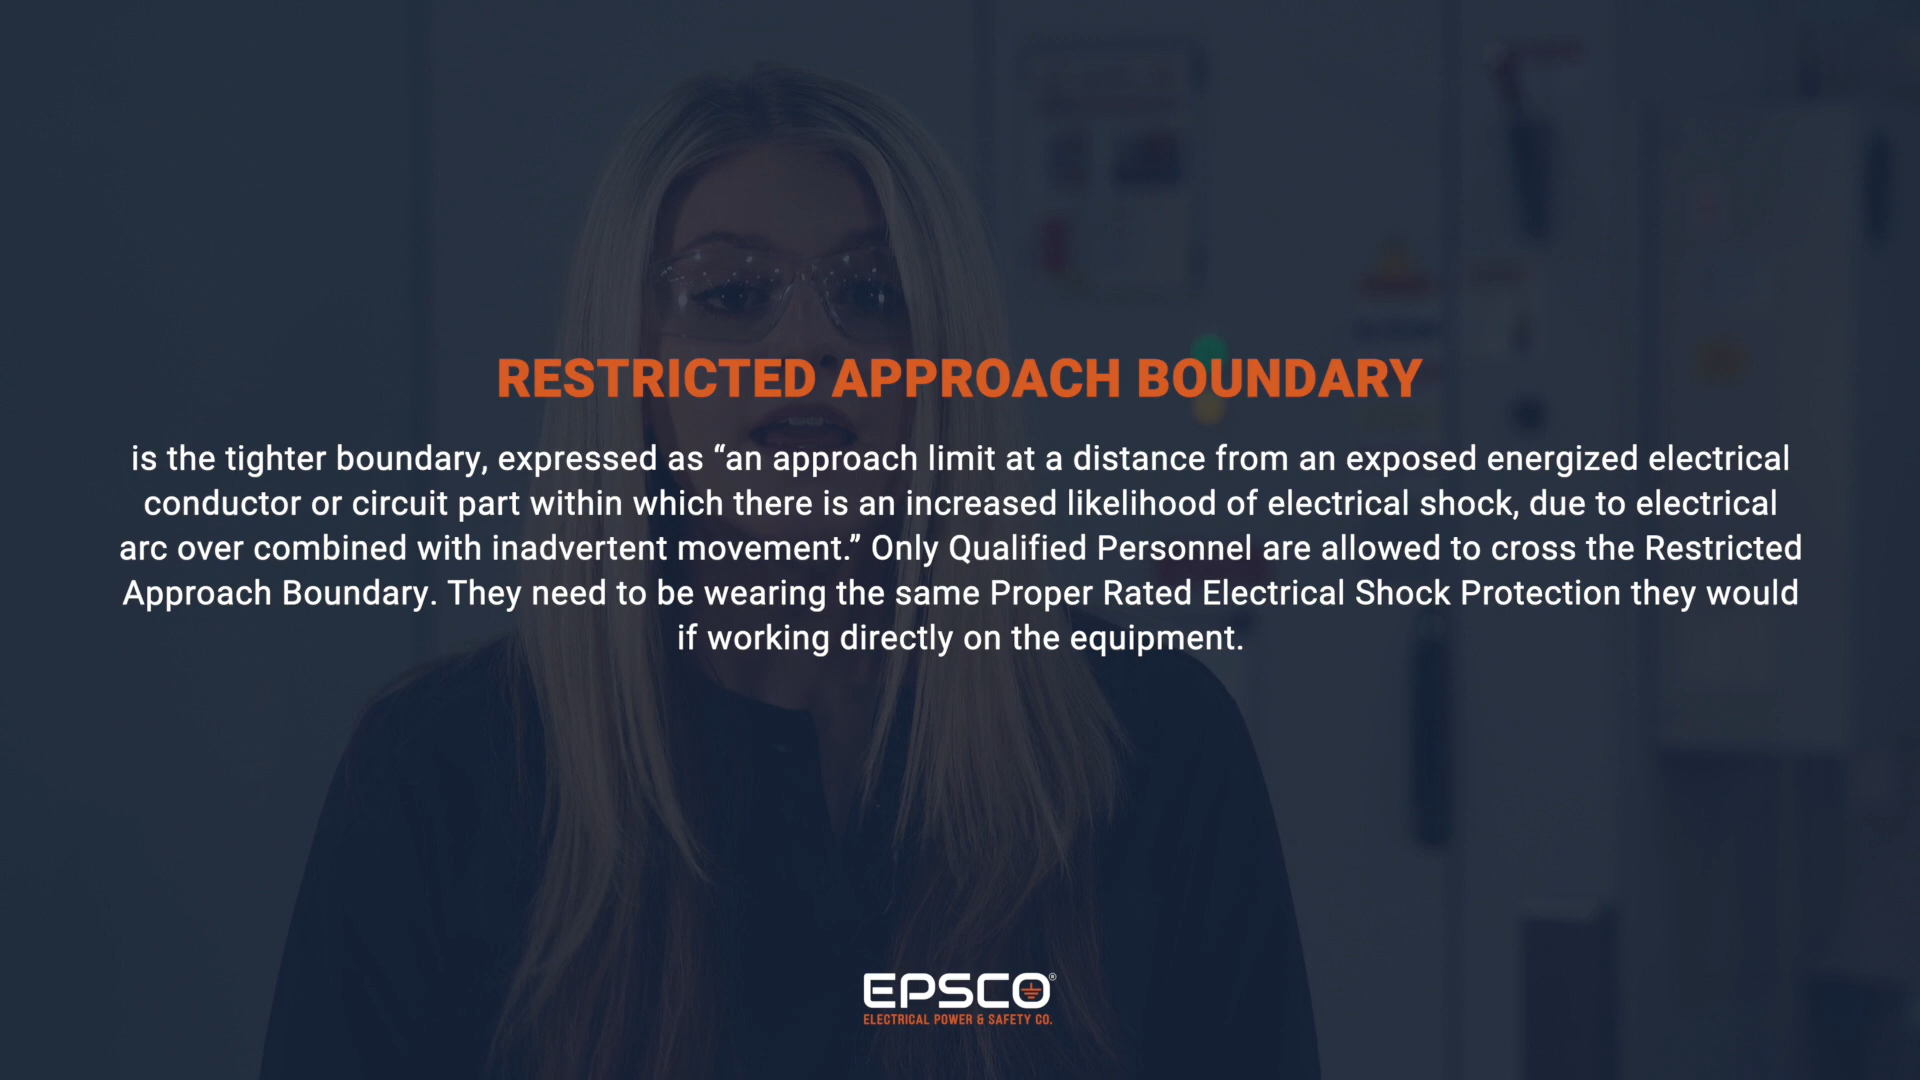 RESTRICTED APPROACH BOUNDARY
is the tighter boundary, expressed as “an approach limit at a distance from an exposed energized electrical
conductor or circuit part within which there is an increased likelihood of electrical shock, due to electrical
arc over combined with inadvertent movement.” Only Qualified Personnel are allowed to cross the Restricted
Approach Boundary. They need to be wearing the same Proper Rated Electrical Shock Protection they would
if working directly on the equipment.
EPSCO®
ELECTRICAL POWER & SAFETY CO.